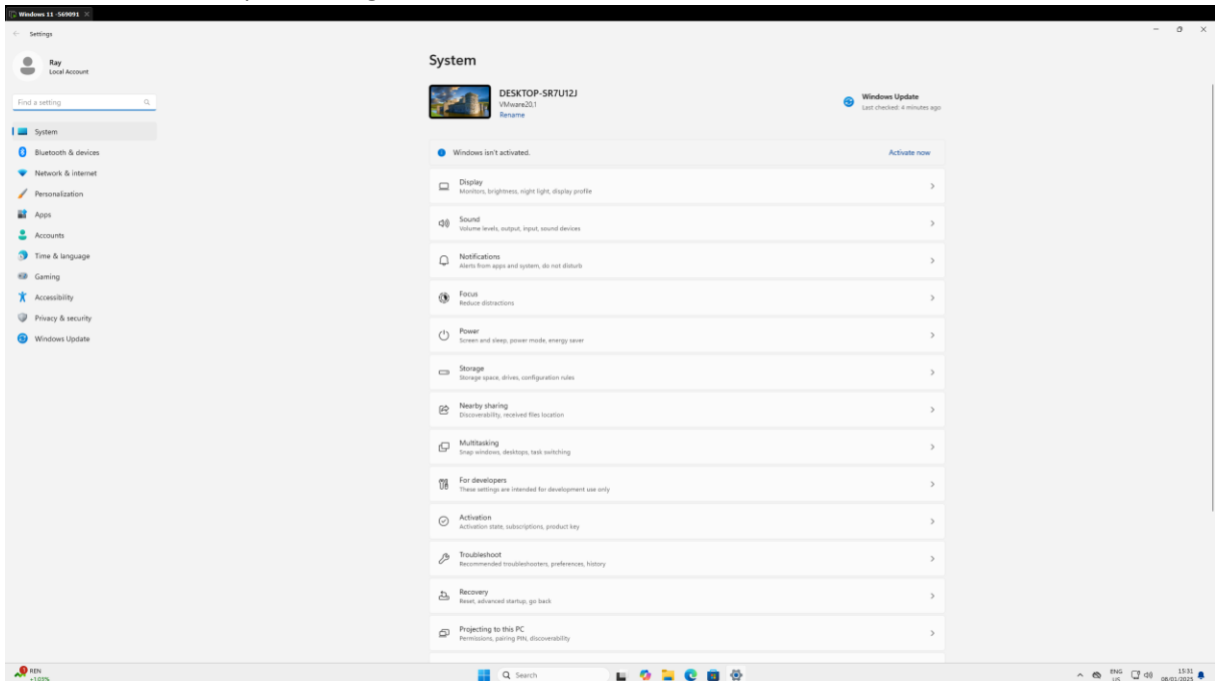 Windows 11 -569091
Settings
Ray
Local Account
Find a setting
System
Bluetooth & devices
Network & internet
Personalization
Apps
Accounts
Time & language
Gaming
Accessibility
Privacy & security
Windows Update
System
DESKTOP-SR7U12J
VMware20,1
Rename
Windows Update
Last checked: 4 minutes ago
Windows isn't activated.
Activate now
Display
Monitors, brightness, night light, display profile
Sound
Volume levels, output, input, sound devices
Notifications
Alerts from apps and system, do not disturb
Focus
Reduce distractions
Power
Screen and sleep, power mode, energy saver
Storage
Storage space, drives, configuration rules
Nearby sharing
Discoverability, received files location
Multitasking
Snap windows, desktops, task switching
For developers
These settings are intended for development use only
Activation
Activation state, subscriptions, product key
Troubleshoot
Recommended troubleshooters, preferences, history
Recovery
Reset, advanced startup, go back
Projecting to this PC
Permissions, pairing PIN, discoverability
REN
+1.03%
Search
ENG
US
15:31
08/01/2025